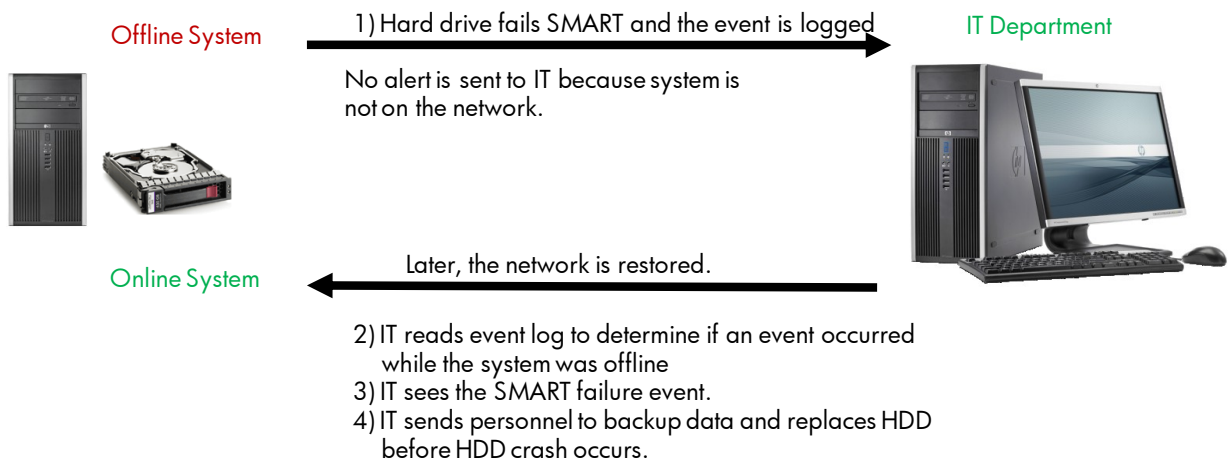 Offline System
1) Hard drive fails SMART and the event is logged
IT Department
No alert is sent to IT because system is
not on the network.
Online System
Later, the network is restored.
2) IT reads event log to determine if an event occurred
while the system was offline
3) IT sees the SMART failure event.
4) IT sends personnel to backup data and replaces HDD
before HDD crash occurs.